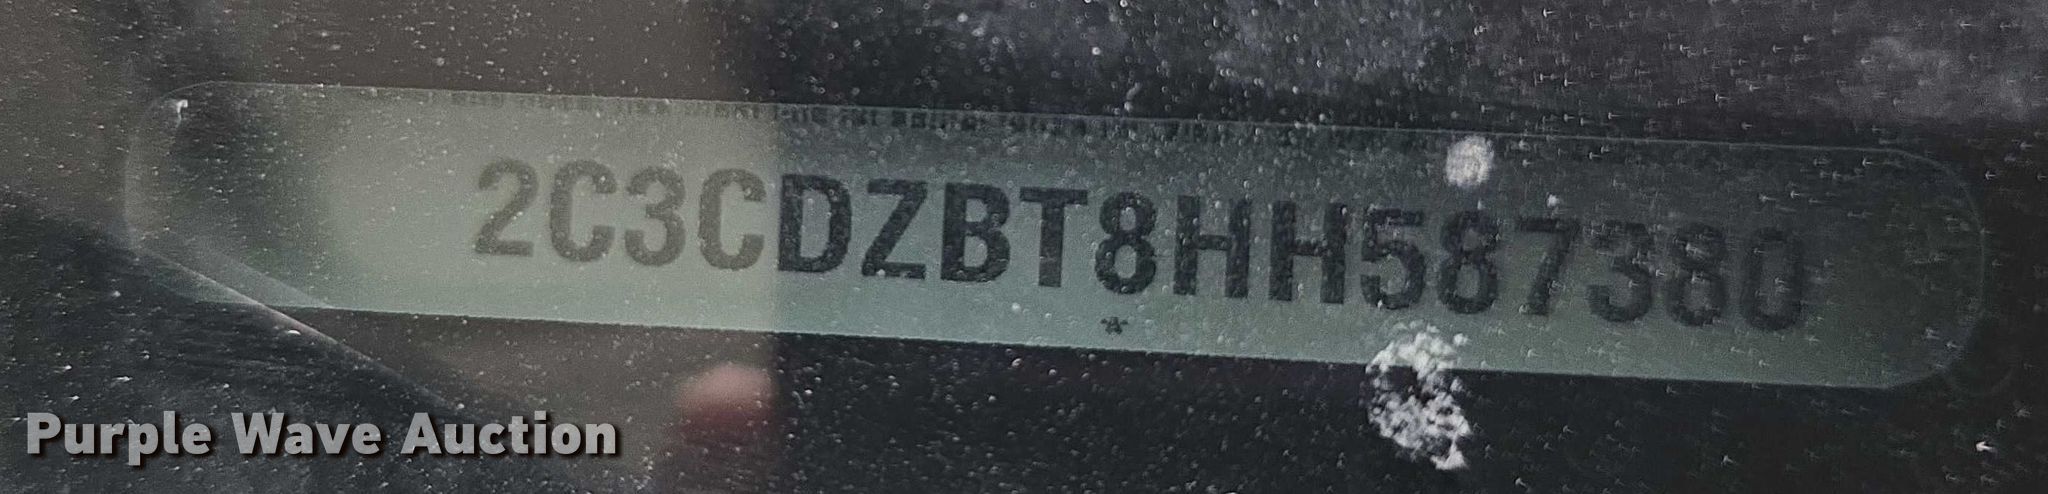 2C3CDZBT8HH587380
Purple Wave Auction